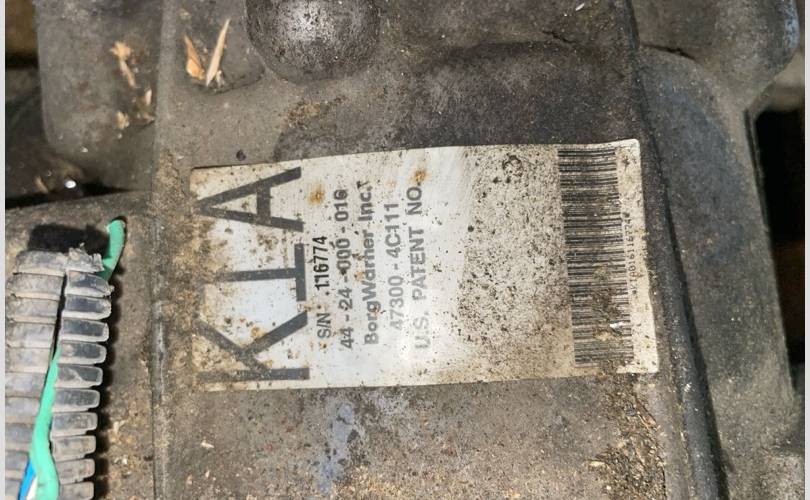 KIA
S/N 116774
44-24-000-016
BorgWarner Inc.
47300-4C111
U.S. PATENT NO.